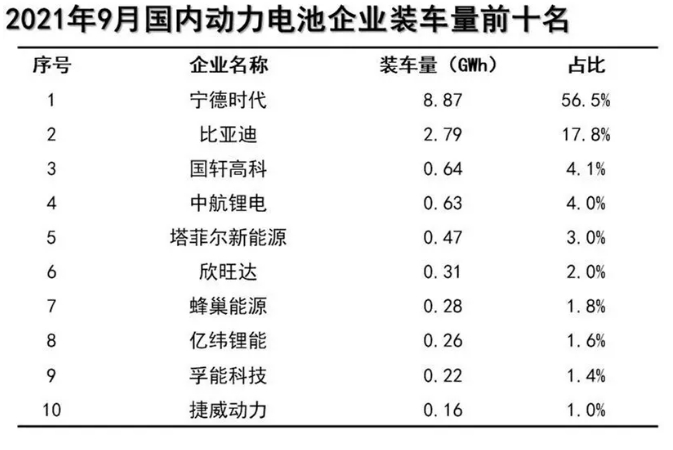 2021年9月国内动力电池企业装车量前十名
序号 企业名称 装车量（GWh） 占比
1 宁德时代 8.87 56.5%
2 比亚迪 2.79 17.8%
3 国轩高科 0.64 4.1%
4 中航锂电 0.63 4.0%
5 塔菲尔新能源 0.47 3.0%
6 欣旺达 0.31 2.0%
7 蜂巢能源 0.28 1.8%
8 亿纬锂能 0.26 1.6%
9 孚能科技 0.22 1.4%
10 捷威动力 0.16 1.0%